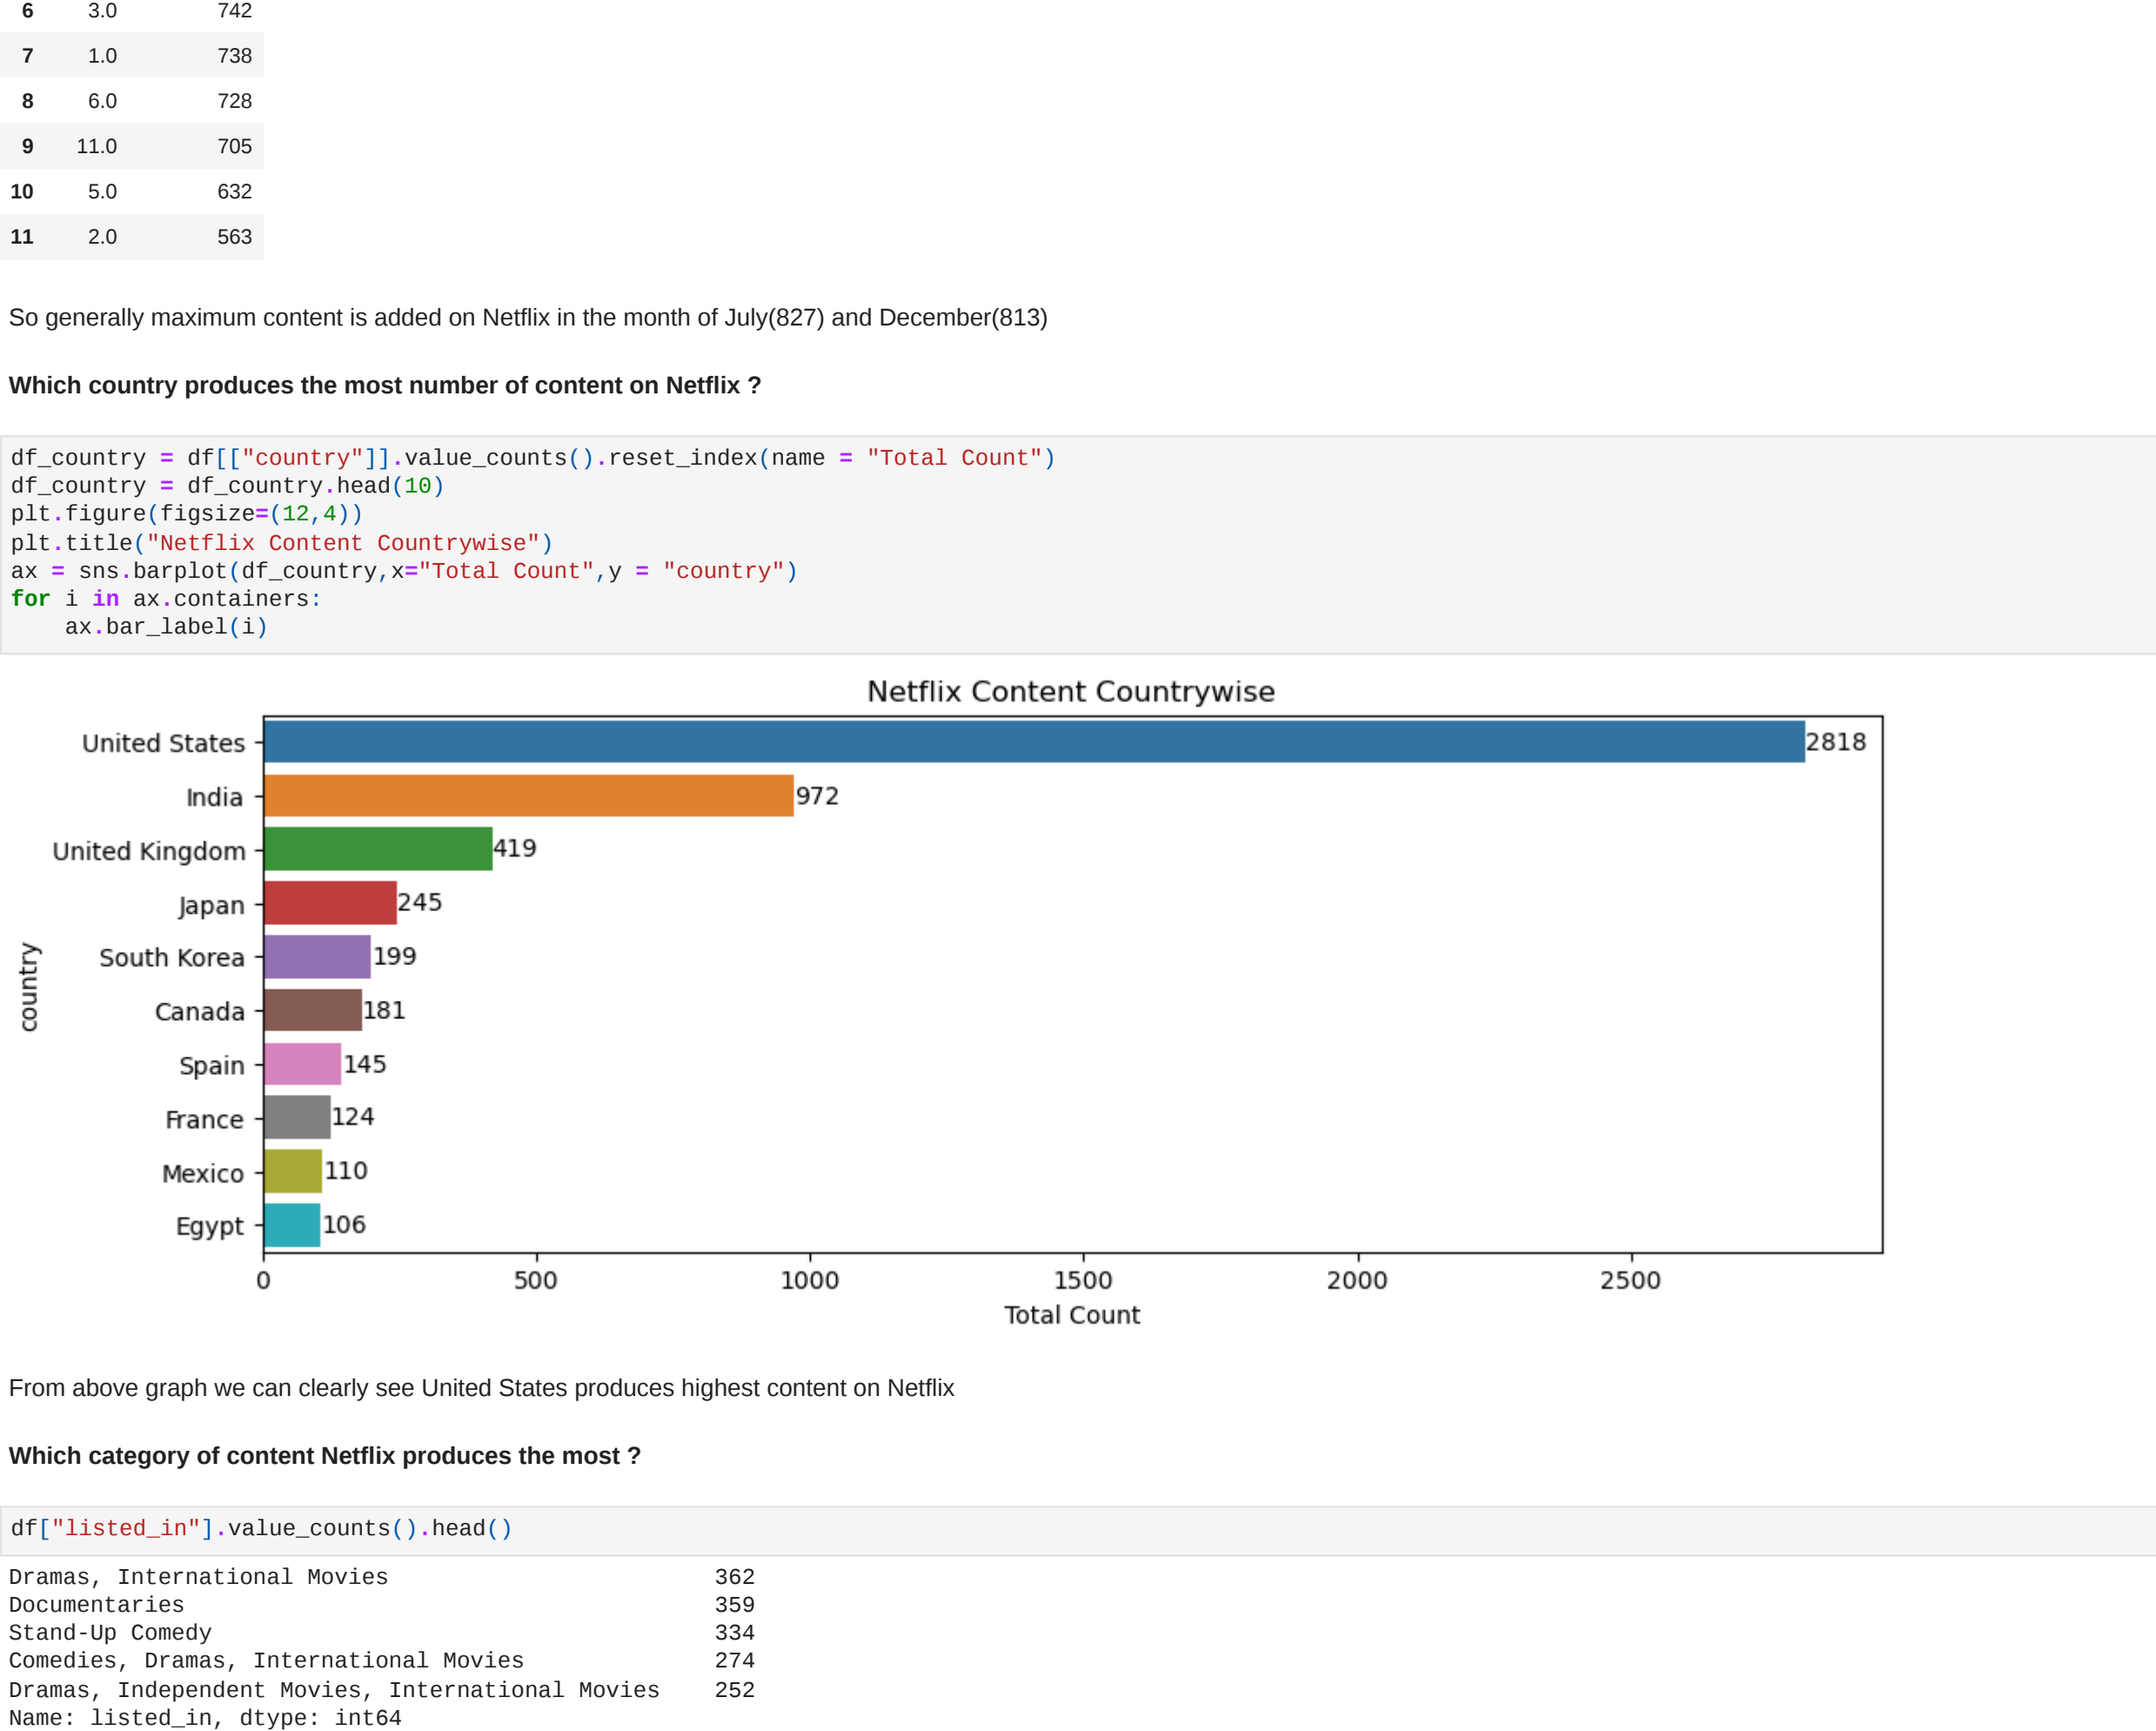 6 3.0 742
7 1.0 738
8 6.0 728
9 11.0 705
10 5.0 632
11 2.0 563
So generally maximum content is added on Netflix in the month of July(827) and December(813)
Which country produces the most number of content on Netflix ?
df_country = df[["country"]].value_counts().reset_index(name = "Total Count")
df_country = df_country.head(10)
plt.figure(figsize=(12,4))
plt.title("Netflix Content Countrywise")
ax = sns.barplot(df_country,x="Total Count",y = "country")
for i in ax.containers:
    ax.bar_label(i)
Netflix Content Countrywise
United States 2818
India 972
United Kingdom 419
Japan 245
South Korea 199
Canada 181
Spain 145
France 124
Mexico 110
Egypt 106
country
0 500 1000 1500 2000 2500
Total Count
From above graph we can clearly see United States produces highest content on Netflix
Which category of content Netflix produces the most ?
df["listed_in"].value_counts().head()
Dramas, International Movies 362
Documentaries 359
Stand-Up Comedy 334
Comedies, Dramas, International Movies 274
Dramas, Independent Movies, International Movies 252
Name: listed_in, dtype: int64